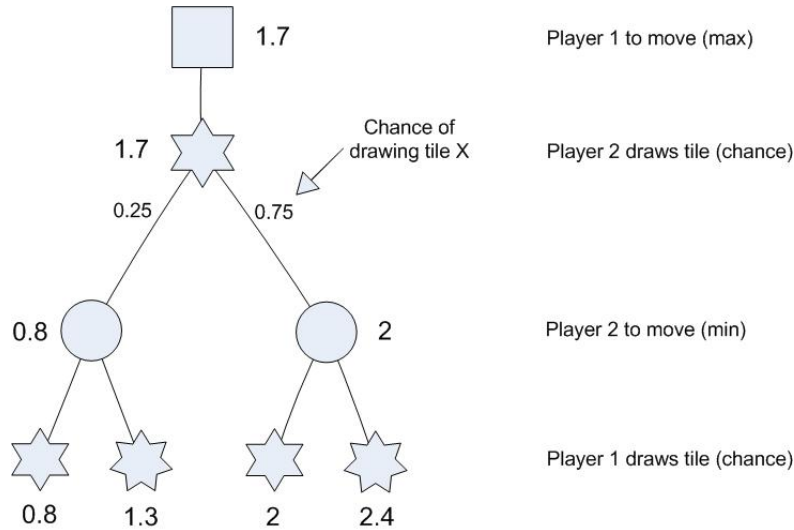 1.7
Player 1 to move (max)
Chance of
drawing tile X
1.7
Player 2 draws tile (chance)
0.25
0.75
0.8
2
Player 2 to move (min)
Player 1 draws tile (chance)
0.8
1.3
2
2.4